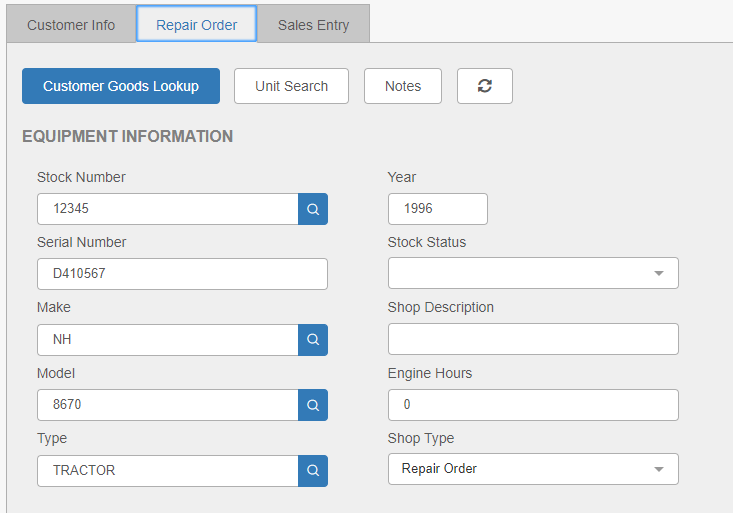 Customer Info Repair Order Sales Entry
Customer Goods Lookup Unit Search Notes
EQUIPMENT INFORMATION
Stock Number Year
12345 1996
Serial Number Stock Status
D410567
Make Shop Description
NH
Model Engine Hours
8670 0
Type Shop Type
TRACTOR Repair Order